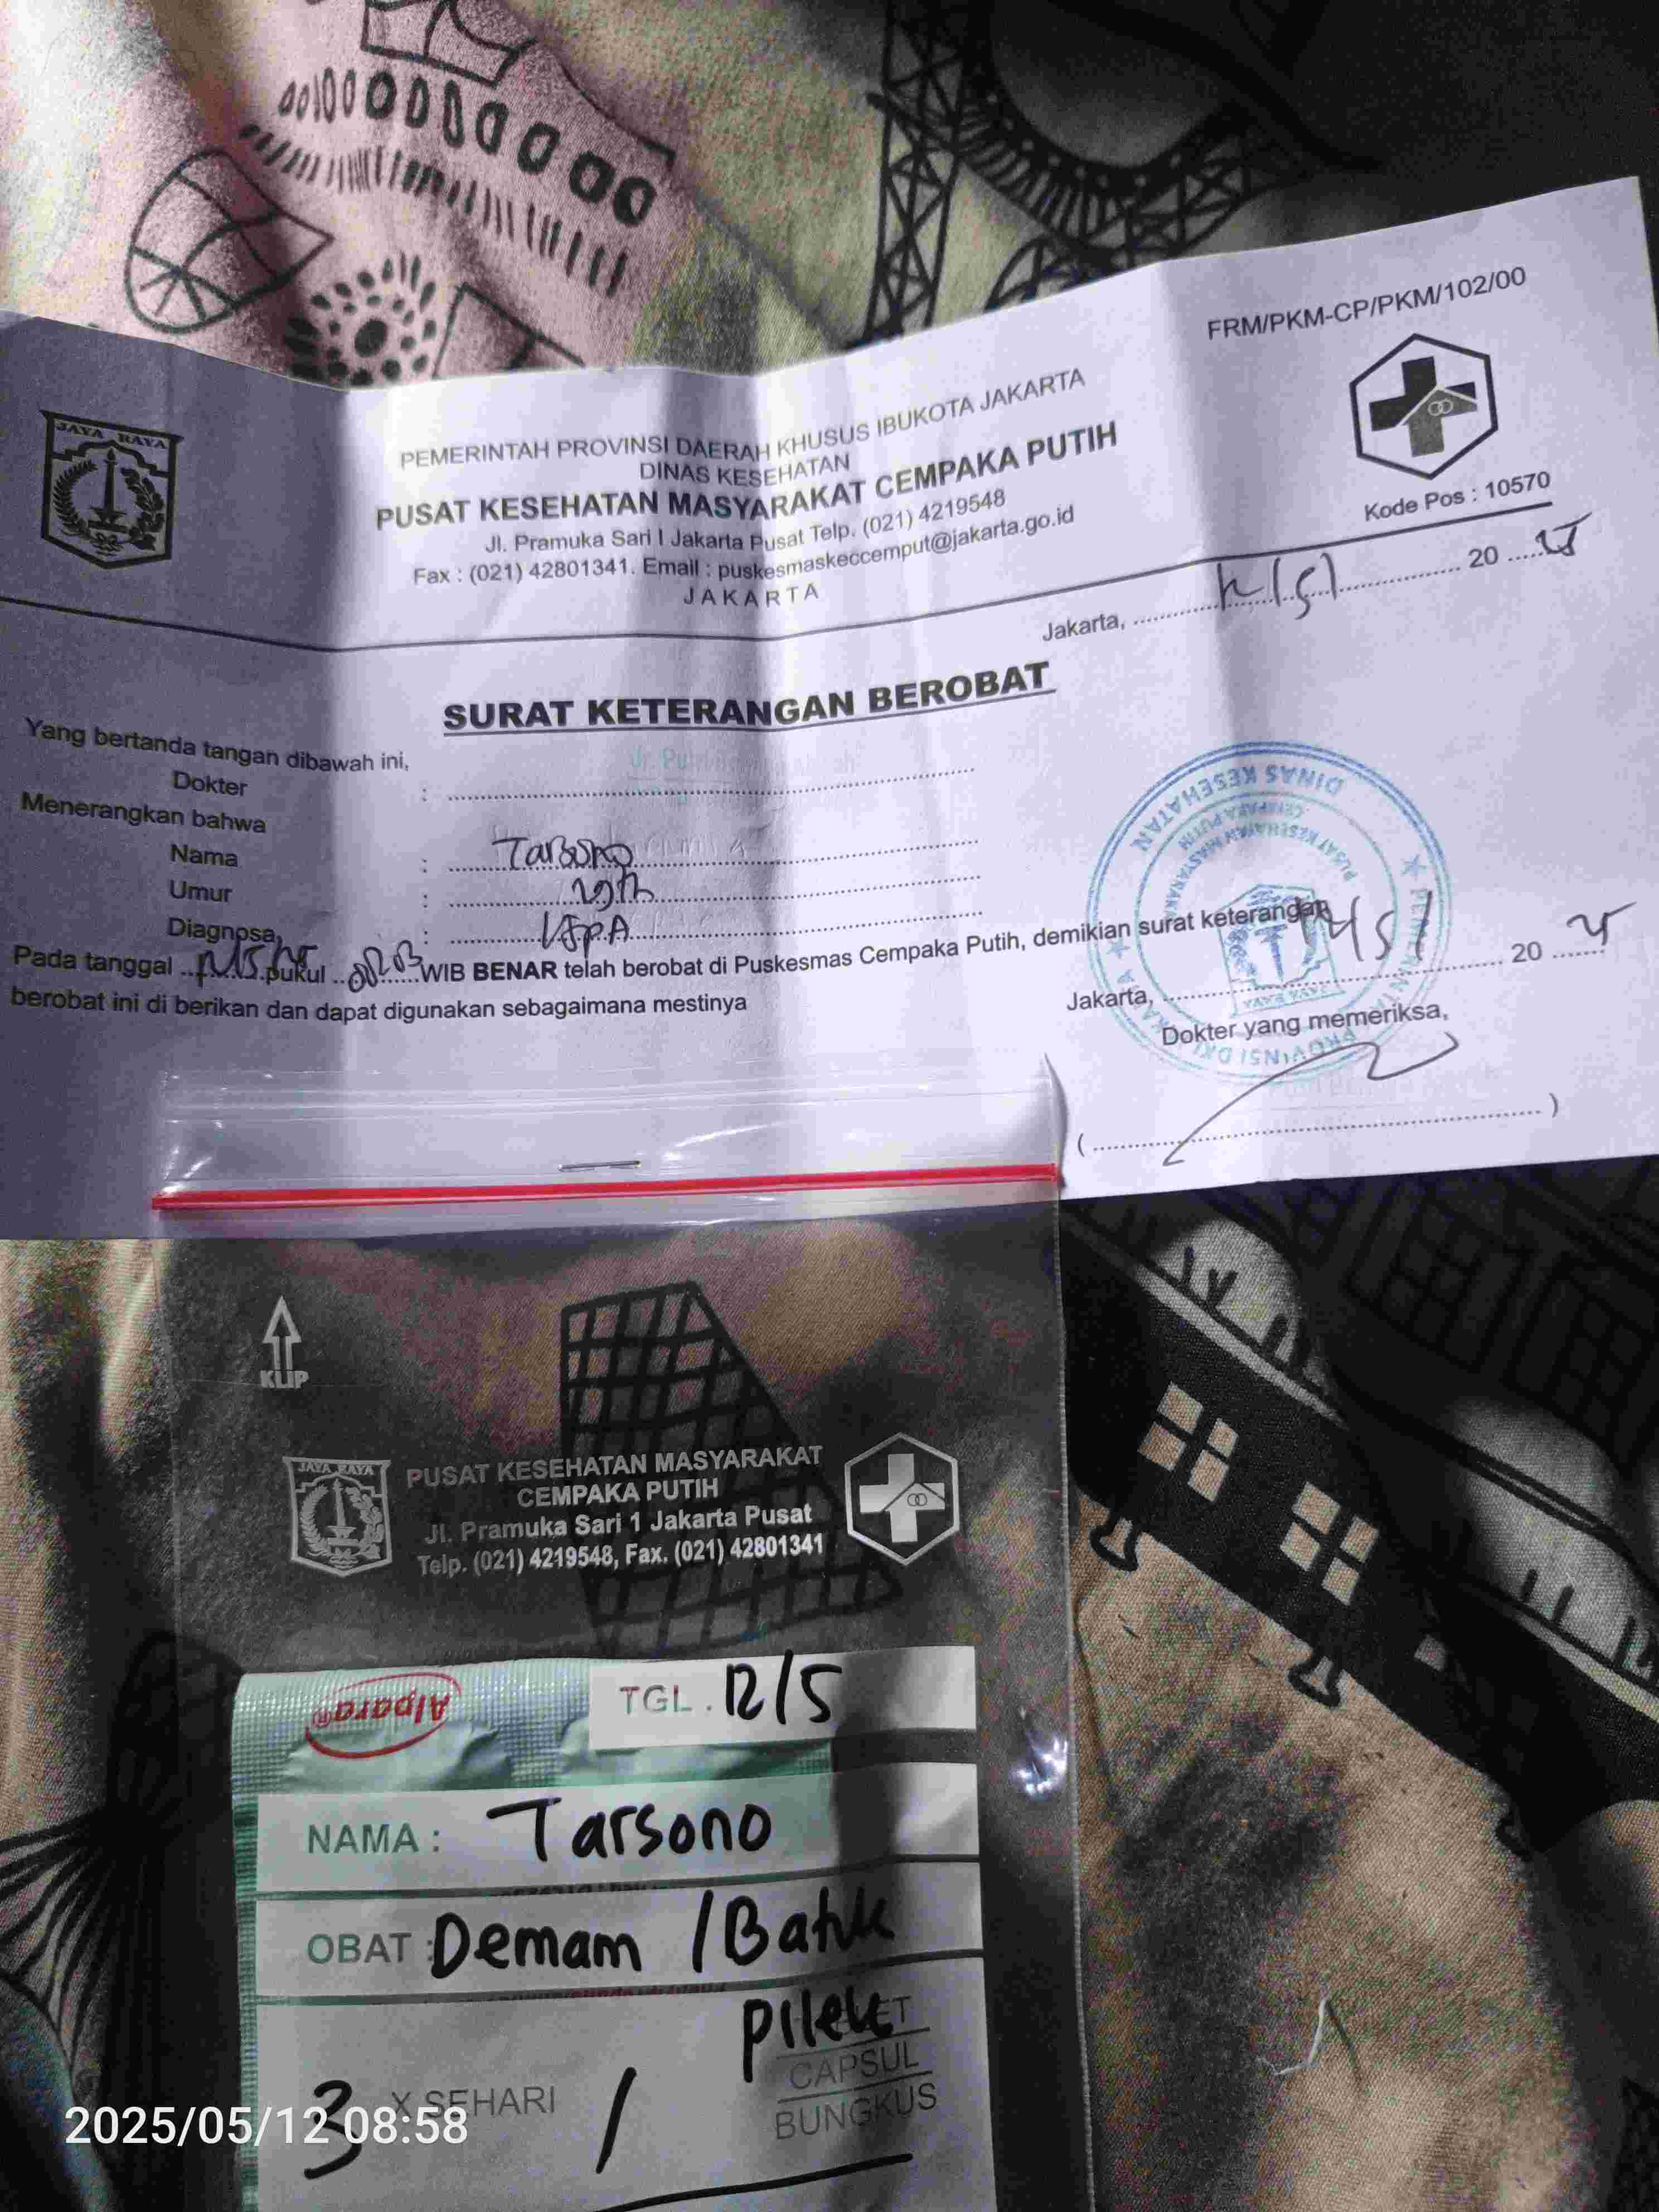 FRM/PKM-CP/PKM/102/00
JAYA RAYA
PEMERINTAH PROVINSI DAERAH KHUSUS IBUKOTA JAKARTA
DINAS KESEHATAN
PUSAT KESEHATAN MASYARAKAT CEMPAKA PUTIH
Jl. Pramuka Sari I Jakarta Pusat Telp. (021) 4219548
Fax : (021) 42801341. Email : puskesmaskeccemput@jakarta.go.id
JAKARTA
Kode Pos : 10570
Jakarta, 20
SURAT KETERANGAN BEROBAT
Yang bertanda tangan dibawah ini,
Dokter :
Menerangkan bahwa
Nama : Tarsono
Umur :
Diagnosa :
Pada tanggal pukul WIB BENAR telah berobat di Puskesmas Cempaka Putih, demikian surat keterangan
berobat ini di berikan dan dapat digunakan sebagaimana mestinya
Jakarta, 20
Dokter yang memeriksa,
DINAS KESEHATAN
KLIP
JAYA RAYA
PUSAT KESEHATAN MASYARAKAT
CEMPAKA PUTIH
Jl. Pramuka Sari 1 Jakarta Pusat
Telp. (021) 4219548, Fax. (021) 42801341
Alpara®
TGL . 12/5
NAMA : Tarsono
OBAT : Demam / Batuk
Pilek
CAPSUL
3 X SEHARI /
BUNGKUS
2025/05/12 08:58